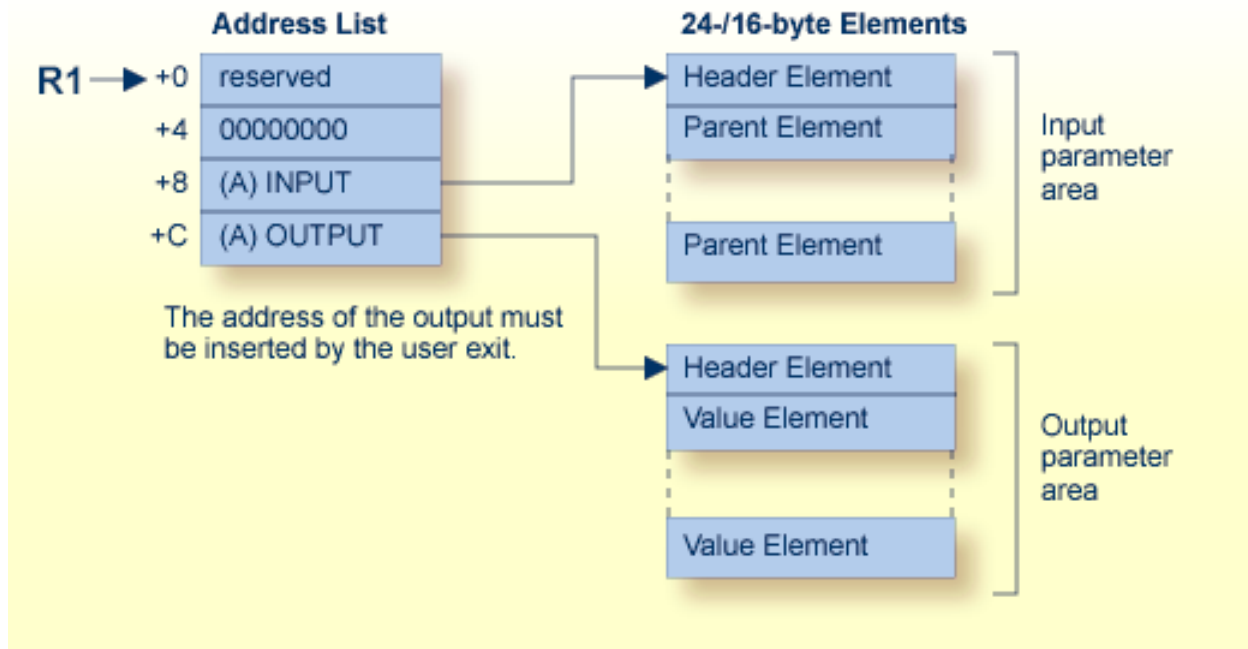 Address List
24-/16-byte Elements
R1
+0
reserved
+4
00000000
+8
(A) INPUT
+C
(A) OUTPUT
The address of the output must
be inserted by the user exit.
Header Element
Parent Element
Parent Element
Input
parameter
area
Header Element
Value Element
Value Element
Output
parameter
area